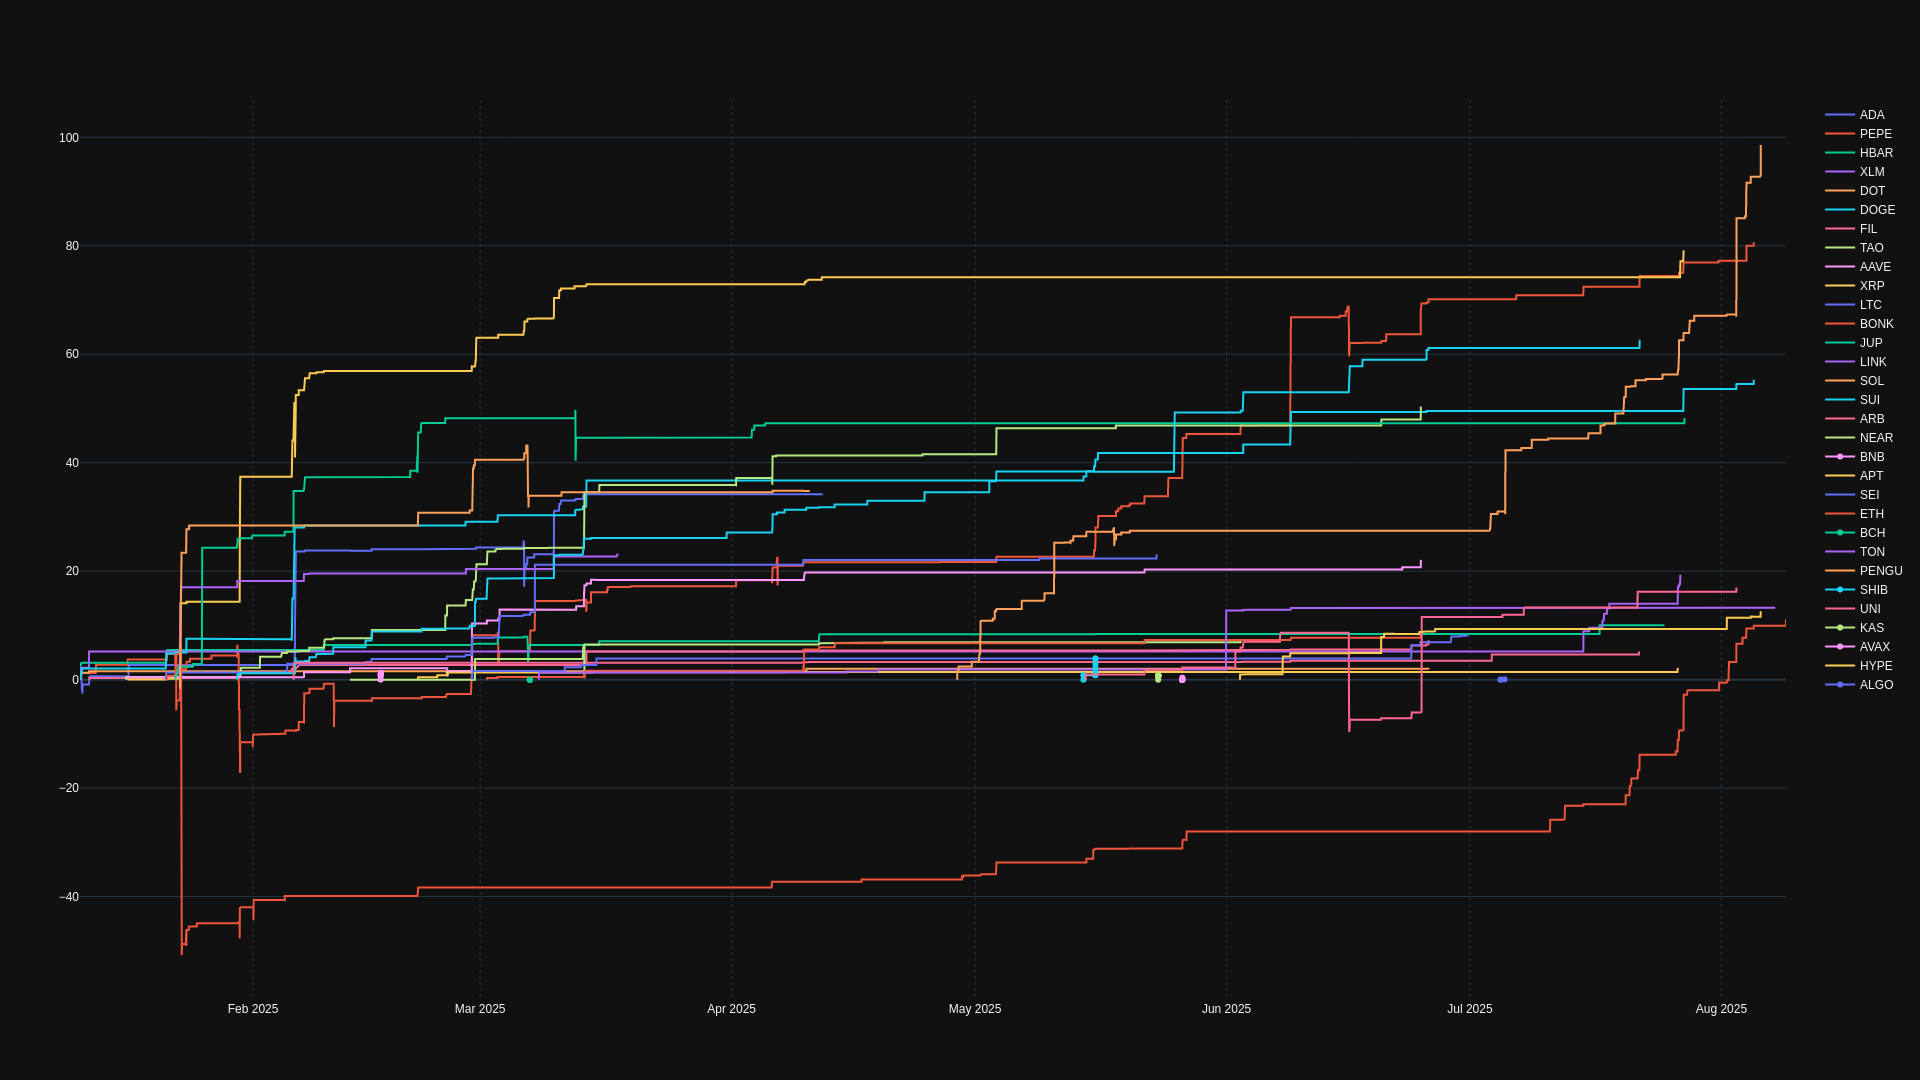 100
80
60
40
20
0
−20
−40
Feb 2025
Mar 2025
Apr 2025
May 2025
Jun 2025
Jul 2025
Aug 2025
ADA
PEPE
HBAR
XLM
DOT
DOGE
FIL
TAO
AAVE
XRP
LTC
BONK
JUP
LINK
SOL
SUI
ARB
NEAR
BNB
APT
SEI
ETH
BCH
TON
PENGU
SHIB
UNI
KAS
AVAX
HYPE
ALGO